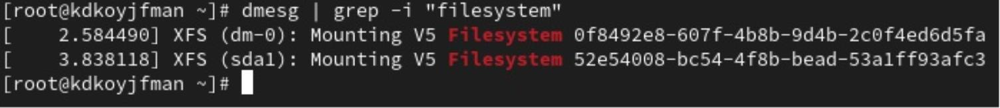 [root@kdkoyjfman ~]# dmesg | grep -i "filesystem"
[    2.584490] XFS (dm-0): Mounting V5 Filesystem 0f8492e8-607f-4b8b-9d4b-2c0f4ed6d5fa
[    3.838118] XFS (sda1): Mounting V5 Filesystem 52e54008-bc54-4f8b-bead-53a1ff93afc3
[root@kdkoyjfman ~]#